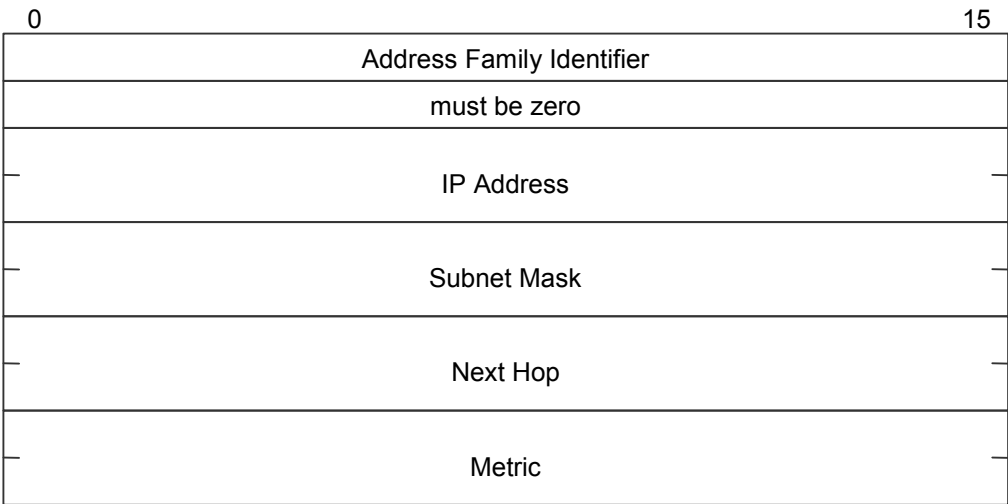 0 15
Address Family Identifier
must be zero
IP Address
Subnet Mask
Next Hop
Metric